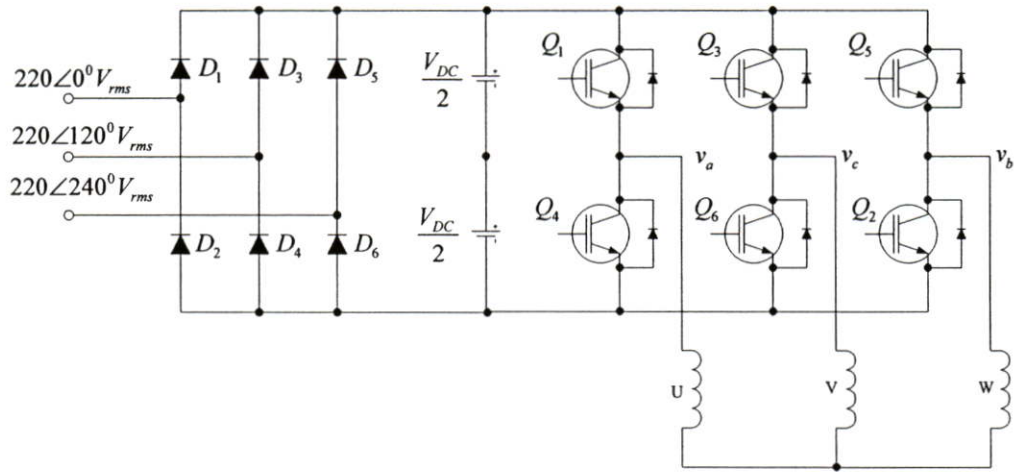 220∠0⁰V_rms
220∠120⁰V_rms
220∠240⁰V_rms
D₁
D₃
D₅
D₂
D₄
D₆
V_DC
2
V_DC
2
Q₁
Q₃
Q₅
v_a
v_c
v_b
Q₄
Q₆
Q₂
U
V
W